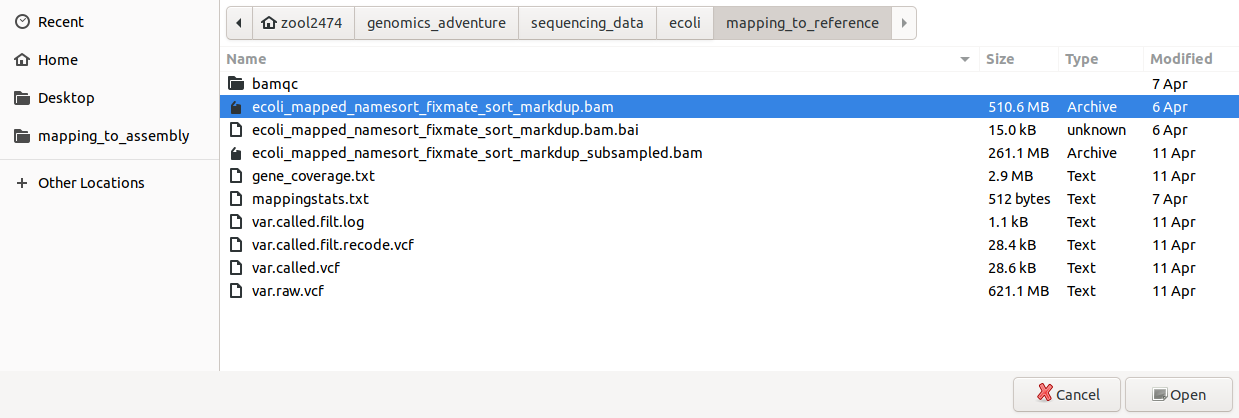 Recent
Home
Desktop
mapping_to_assembly
Other Locations
zool2474 genomics_adventure sequencing_data ecoli mapping_to_reference
Name Size Type Modified
bamqc 7 Apr
ecoli_mapped_namesort_fixmate_sort_markdup.bam 510.6 MB Archive 6 Apr
ecoli_mapped_namesort_fixmate_sort_markdup.bam.bai 15.0 kB unknown 6 Apr
ecoli_mapped_namesort_fixmate_sort_markdup_subsampled.bam 261.1 MB Archive 11 Apr
gene_coverage.txt 2.9 MB Text 11 Apr
mappingstats.txt 512 bytes Text 7 Apr
var.called.filt.log 1.1 kB Text 11 Apr
var.called.filt.recode.vcf 28.4 kB Text 11 Apr
var.called.vcf 28.6 kB Text 11 Apr
var.raw.vcf 621.1 MB Text 11 Apr
Cancel Open